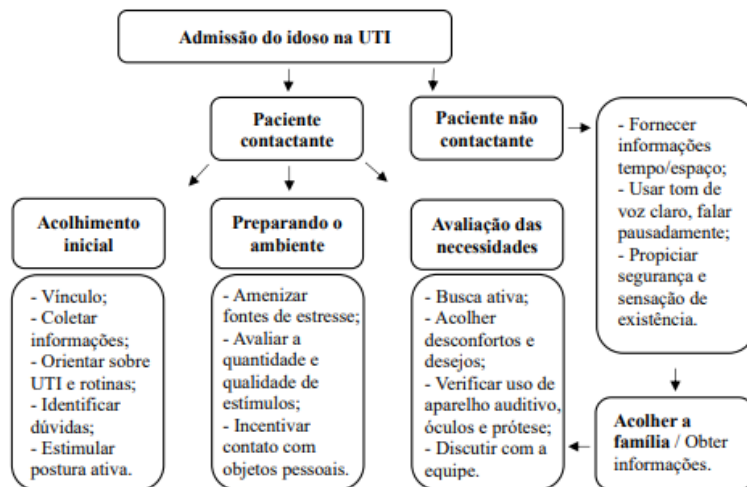 Admissão do idoso na UTI
Paciente
contactante
Paciente não
contactante
- Fornecer
informações
tempo/espaço;
- Usar tom de
voz claro, falar
pausadamente;
- Propiciar
segurança e
sensação de
existência.
Acolhimento
inicial
Preparando o
ambiente
Avaliação das
necessidades
- Vínculo;
- Coletar
informações;
- Orientar sobre
UTI e rotinas;
- Identificar
dúvidas;
- Estimular
postura ativa.
- Amenizar
fontes de estresse;
- Avaliar a
quantidade e
qualidade de
estímulos;
- Incentivar
contato com
objetos pessoais.
- Busca ativa;
- Acolher
desconfortos e
desejos;
- Verificar uso de
aparelho auditivo,
óculos e prótese;
- Discutir com a
equipe.
Acolher a
família / Obter
informações.